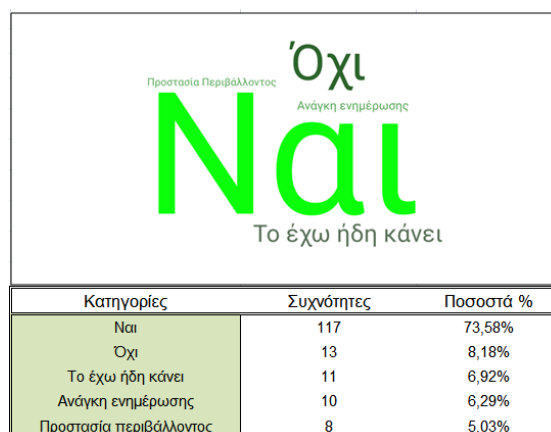 Όχι
Προστασία Περιβάλλοντος
Ανάγκη ενημέρωσης
Ναι
Το έχω ήδη κάνει
Κατηγορίες Συχνότητες Ποσοστά %
Ναι 117 73,58%
Όχι 13 8,18%
Το έχω ήδη κάνει 11 6,92%
Ανάγκη ενημέρωσης 10 6,29%
Προστασία περιβάλλοντος 8 5,03%